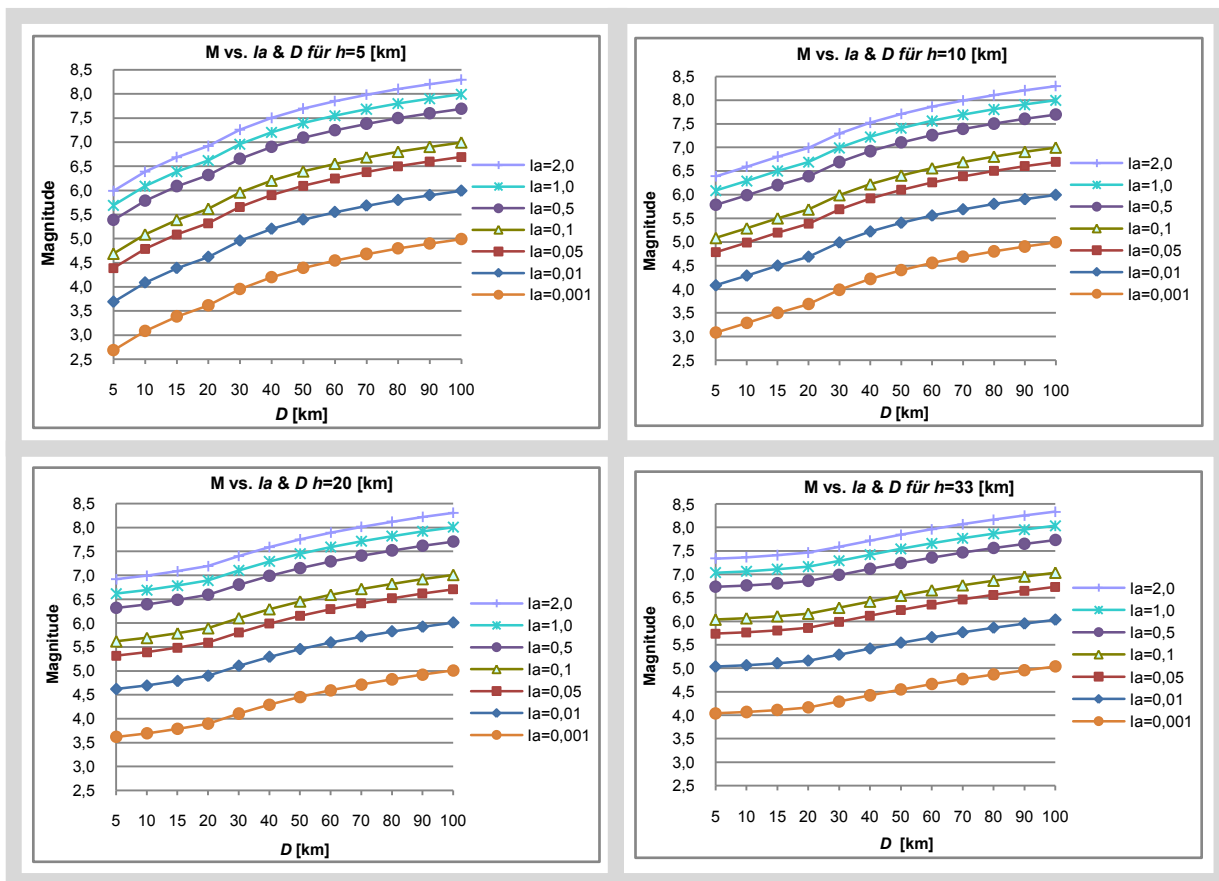 M vs. Ia & D für h=5 [km]
8,5
8,0
7,5
7,0
6,5
6,0
5,5
5,0
4,5
4,0
3,5
3,0
2,5
Magnitude
5 10 15 20 30 40 50 60 70 80 90 100
D [km]
Ia=2,0
Ia=1,0
Ia=0,5
Ia=0,1
Ia=0,05
Ia=0,01
Ia=0,001
M vs. Ia & D für h=10 [km]
8,5
8,0
7,5
7,0
6,5
6,0
5,5
5,0
4,5
4,0
3,5
3,0
2,5
Magnitude
5 10 15 20 30 40 50 60 70 80 90 100
D [km]
Ia=2,0
Ia=1,0
Ia=0,5
Ia=0,1
Ia=0,05
Ia=0,01
Ia=0,001
M vs. Ia & D h=20 [km]
8,5
8,0
7,5
7,0
6,5
6,0
5,5
5,0
4,5
4,0
3,5
3,0
2,5
Magnitude
5 10 15 20 30 40 50 60 70 80 90 100
D [km]
Ia=2,0
Ia=1,0
Ia=0,5
Ia=0,1
Ia=0,05
Ia=0,01
Ia=0,001
M vs. Ia & D für h=33 [km]
8,5
8,0
7,5
7,0
6,5
6,0
5,5
5,0
4,5
4,0
3,5
3,0
2,5
Magnitude
5 10 15 20 30 40 50 60 70 80 90 100
D [km]
Ia=2,0
Ia=1,0
Ia=0,5
Ia=0,1
Ia=0,05
Ia=0,01
Ia=0,001